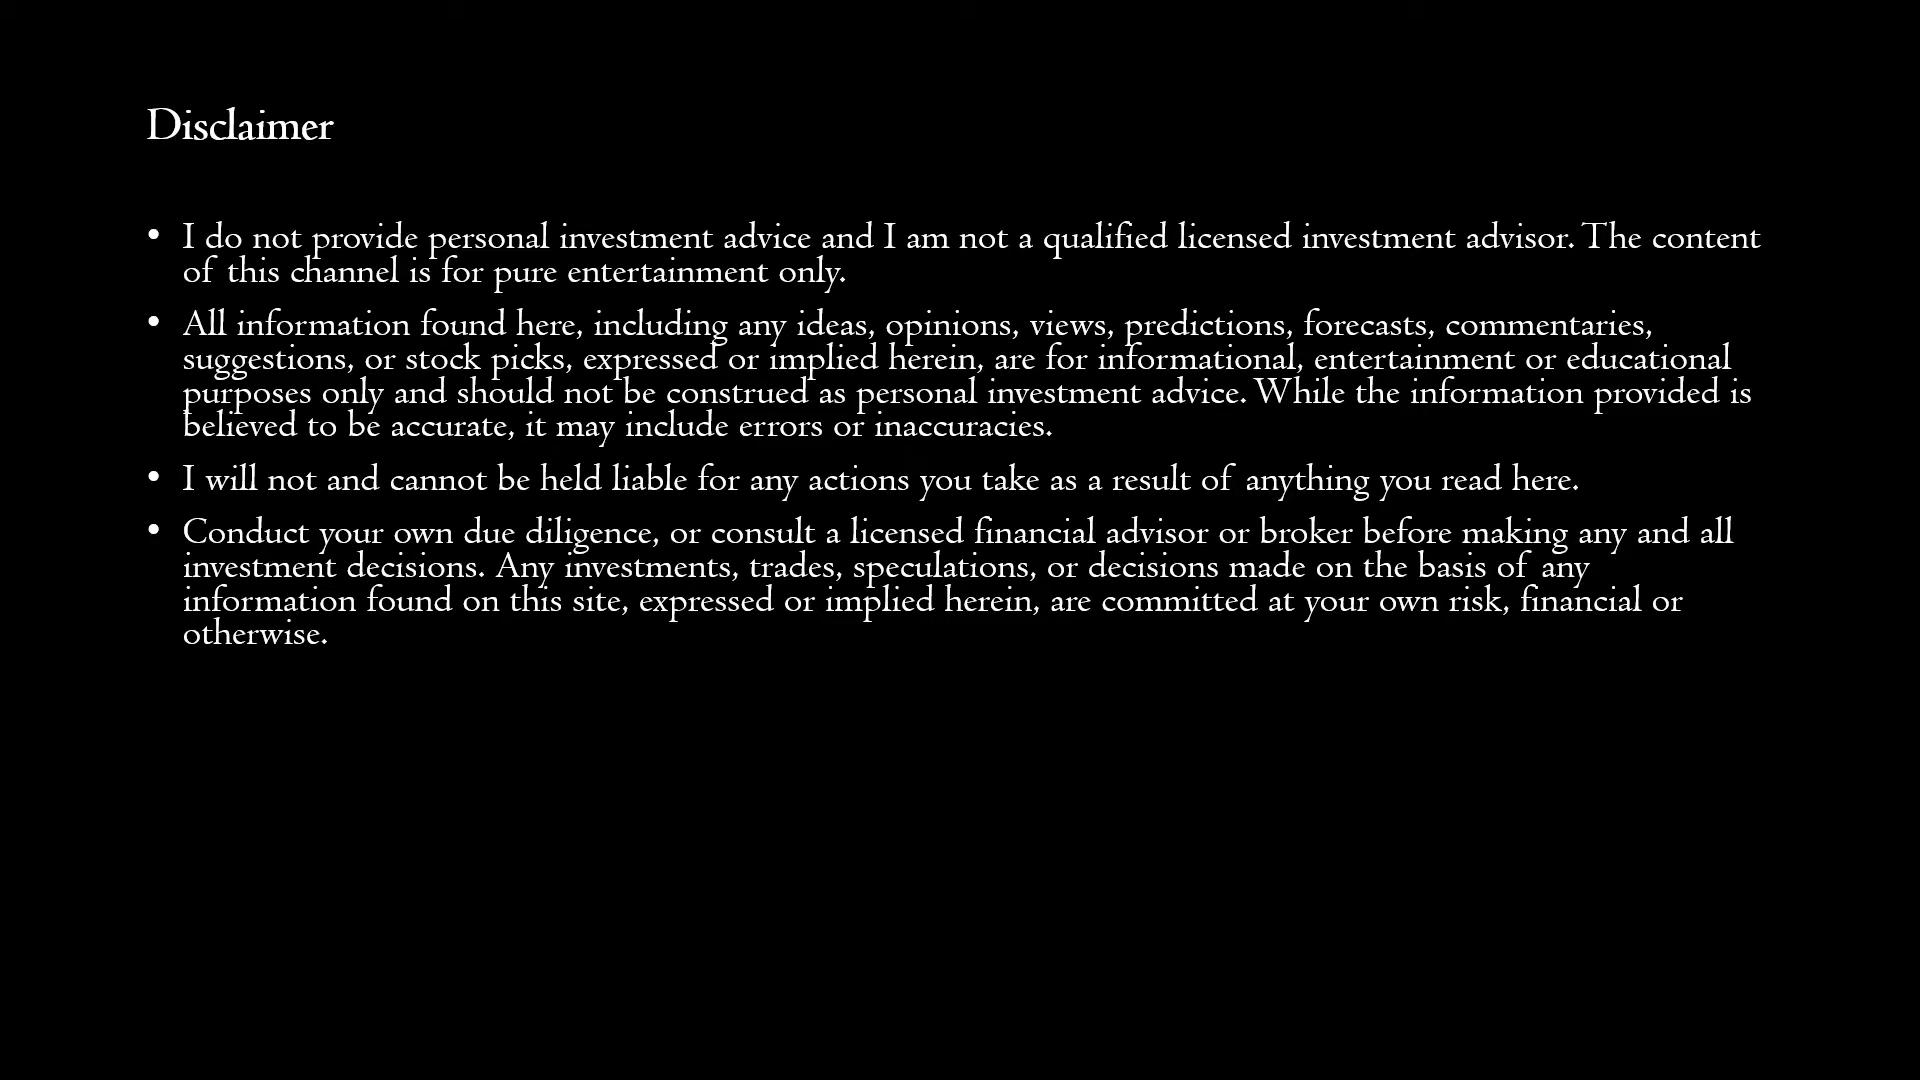 Disclaimer
• I do not provide personal investment advice and I am not a qualified licensed investment advisor. The content
of this channel is for pure entertainment only.
• All information found here, including any ideas, opinions, views, predictions, forecasts, commentaries,
suggestions, or stock picks, expressed or implied herein, are for informational, entertainment or educational
purposes only and should not be construed as personal investment advice. While the information provided is
believed to be accurate, it may include errors or inaccuracies.
• I will not and cannot be held liable for any actions you take as a result of anything you read here.
• Conduct your own due diligence, or consult a licensed financial advisor or broker before making any and all
investment decisions. Any investments, trades, speculations, or decisions made on the basis of any
information found on this site, expressed or implied herein, are committed at your own risk, financial or
otherwise.